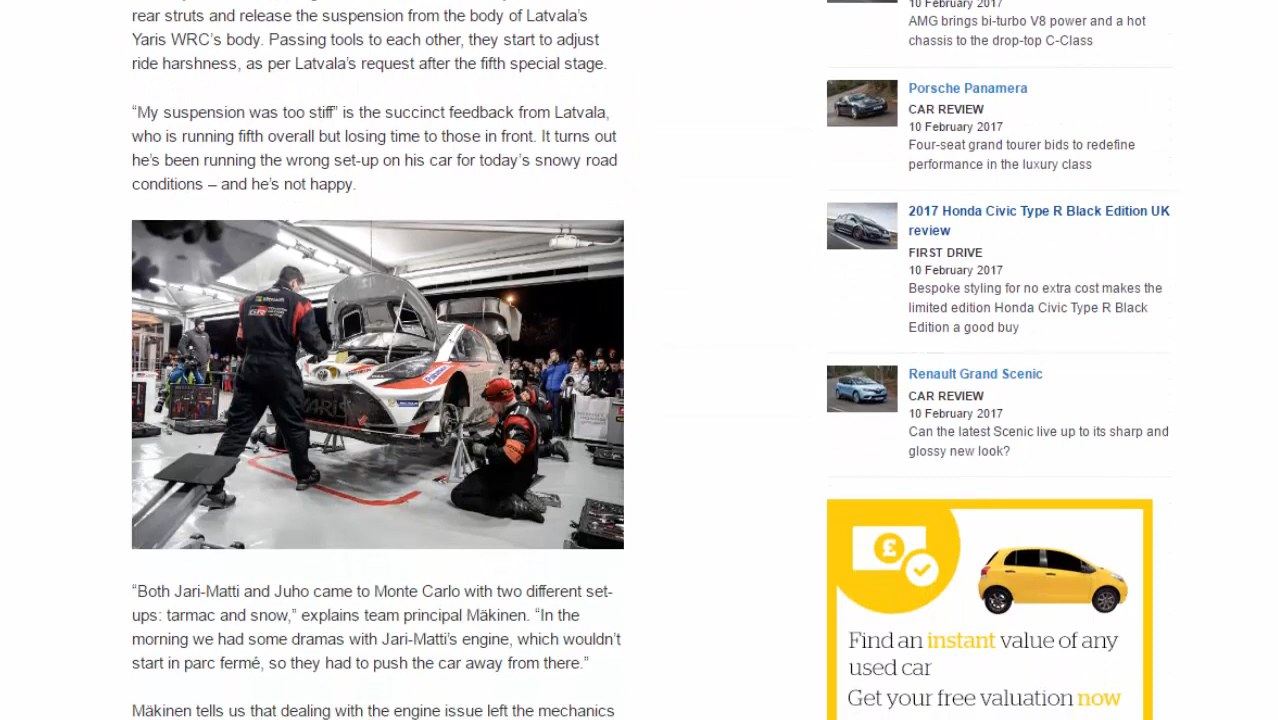 rear struts and release the suspension from the body of Latvala’s
Yaris WRC’s body. Passing tools to each other, they start to adjust
ride harshness, as per Latvala’s request after the fifth special stage.
“My suspension was too stiff” is the succinct feedback from Latvala,
who is running fifth overall but losing time to those in front. It turns out
he’s been running the wrong set-up on his car for today’s snowy road
conditions – and he’s not happy.
YARIS
“Both Jari-Matti and Juho came to Monte Carlo with two different set-
ups: tarmac and snow,” explains team principal Mäkinen. “In the
morning we had some dramas with Jari-Matti’s engine, which wouldn’t
start in parc fermé, so they had to push the car away from there.”
Mäkinen tells us that dealing with the engine issue left the mechanics
10 February 2017
AMG brings bi-turbo V8 power and a hot
chassis to the drop-top C-Class
Porsche Panamera
CAR REVIEW
10 February 2017
Four-seat grand tourer bids to redefine
performance in the luxury class
2017 Honda Civic Type R Black Edition UK
review
FIRST DRIVE
10 February 2017
Bespoke styling for no extra cost makes the
limited edition Honda Civic Type R Black
Edition a good buy
Renault Grand Scenic
CAR REVIEW
10 February 2017
Can the latest Scenic live up to its sharp and
glossy new look?
£
Find an instant value of any
used car
Get your free valuation now